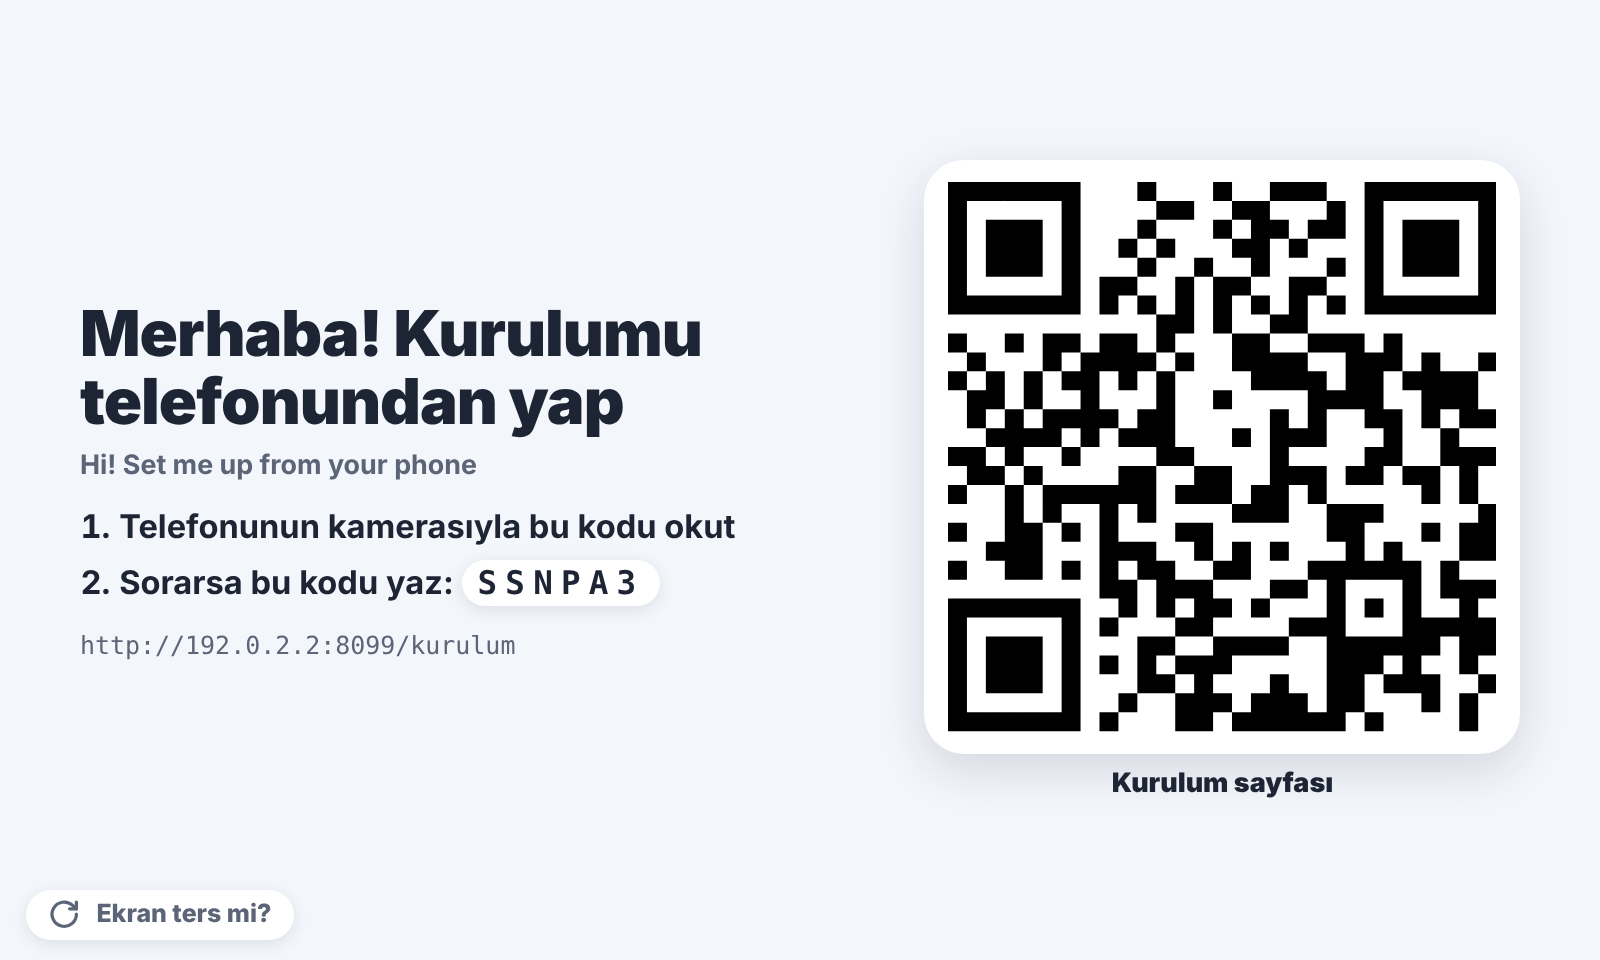 Merhaba! Kurulumu
telefonundan yap
Hi! Set me up from your phone
1. Telefonunun kamerasıyla bu kodu okut
2. Sorarsa bu kodu yaz: SSNPA3
http://192.0.2.2:8099/kurulum
Kurulum sayfası
Ekran ters mi?